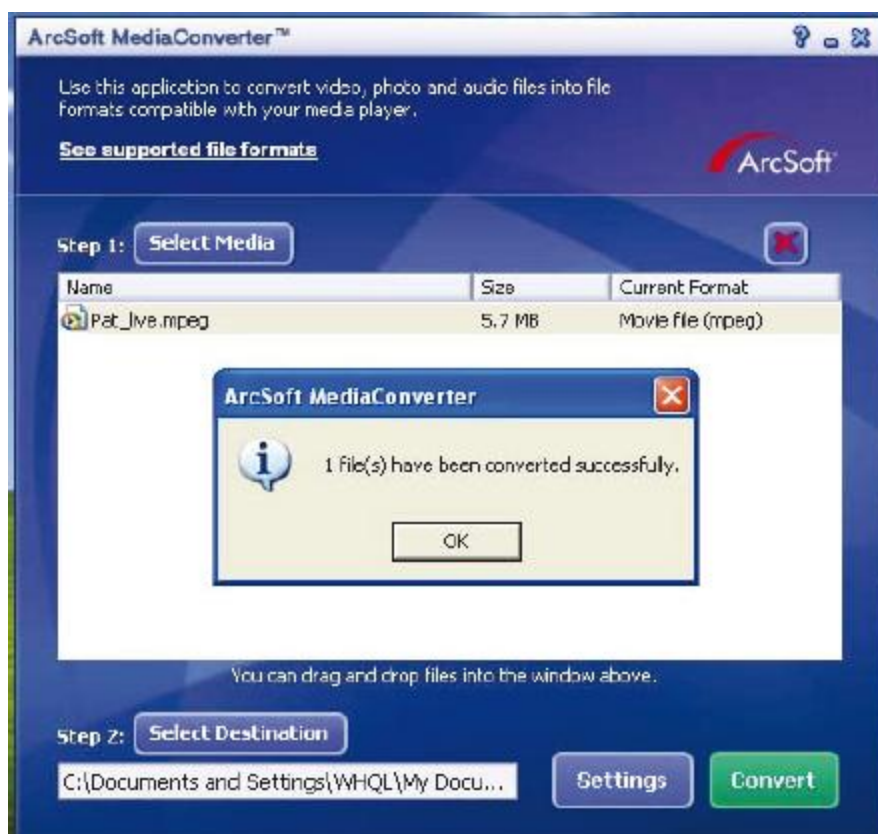 ArcSoft MediaConverter™
Use this application to convert video, photo and audio files into file
formats compatible with your media player.
See supported file formats
ArcSoft
Step 1: Select Media
Name Size Current Format
Pat_live.mpeg 5.7 MB Movie file (mpeg)
ArcSoft MediaConverter
1 file(s) have been converted successfully.
OK
You can drag and drop files into the window above.
Step 2: Select Destination
C:\Documents and Settings\WHQL\My Docu... Settings Convert